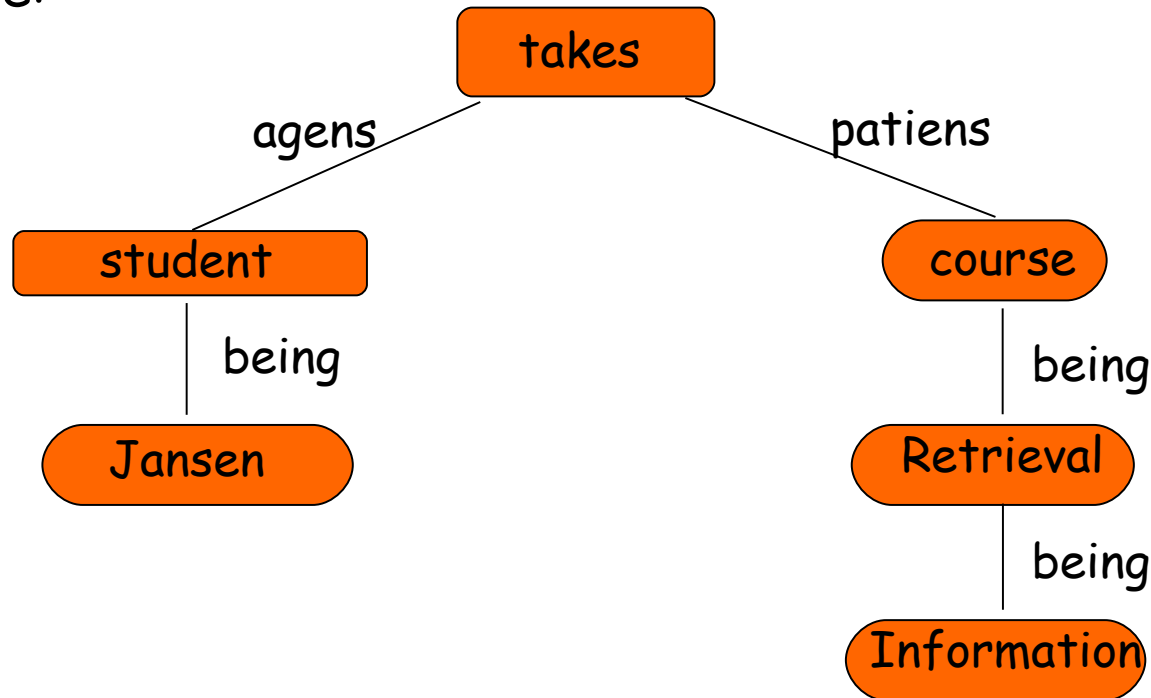 takes
agens
patiens
student
course
being
being
Jansen
Retrieval
being
Information